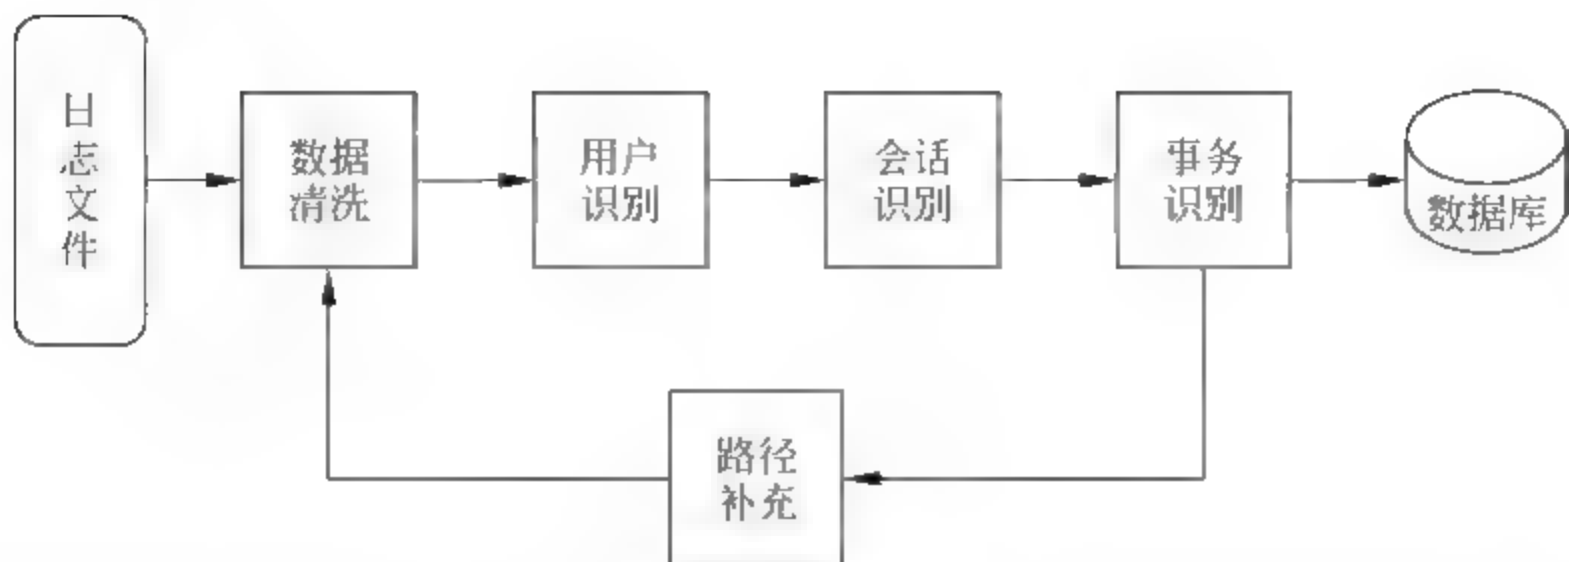 日
志
文
件
数据
清洗
用户
识别
会话
识别
事务
识别
数据库
路径
补充